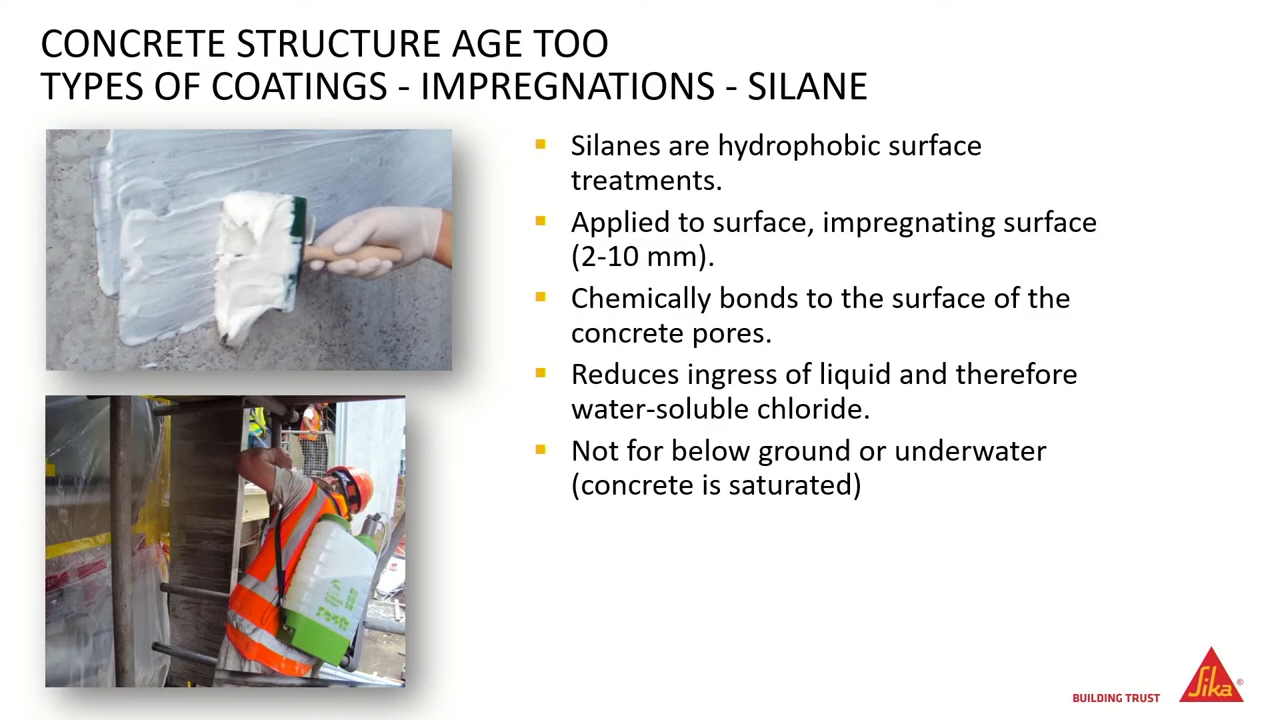 CONCRETE STRUCTURE AGE TOO
TYPES OF COATINGS - IMPREGNATIONS - SILANE
Silanes are hydrophobic surface
treatments.
Applied to surface, impregnating surface
(2-10 mm).
Chemically bonds to the surface of the
concrete pores.
Reduces ingress of liquid and therefore
water-soluble chloride.
Not for below ground or underwater
(concrete is saturated)
BUILDING TRUST
Sika®